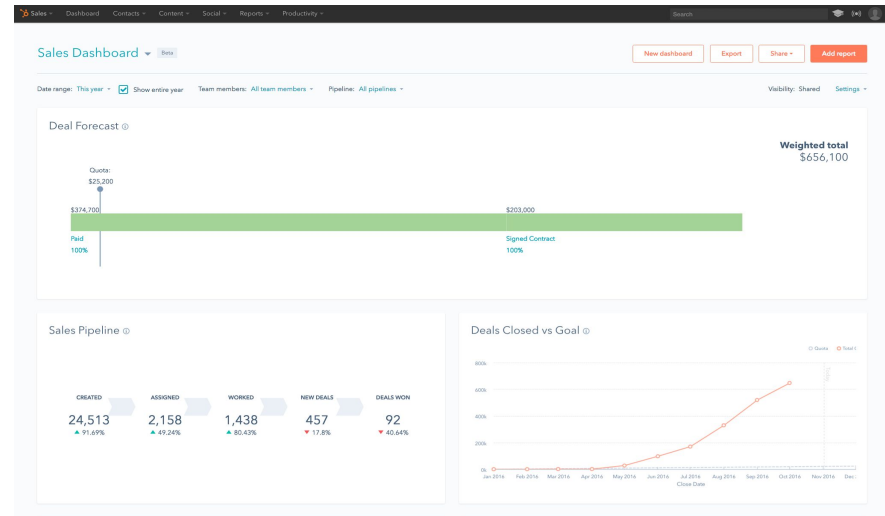 Sales Dashboard Contacts Content Social Reports Productivity Search
Sales Dashboard Beta New dashboard Export Share Add report
Date range: This year Show entire year Team members: All team members Pipeline: All pipelines Visibility: Shared Settings
Deal Forecast
Weighted total
$656,100
Quota:
$25,200
$374,700 $203,000
Paid Signed Contract
100% 100%
Sales Pipeline
CREATED ASSIGNED WORKED NEW DEALS DEALS WON
24,513 2,158 1,438 457 92
91.69% 49.24% 80.43% 17.8% 40.64%
Deals Closed vs Goal
Quota Total
400k
400k
200k
0k
Jan 2016 Feb 2016 Mar 2016 Apr 2016 May 2016 Jun 2016 Jul 2016 Aug 2016 Sep 2016 Oct 2016 Nov 2016 Dec
Close Date